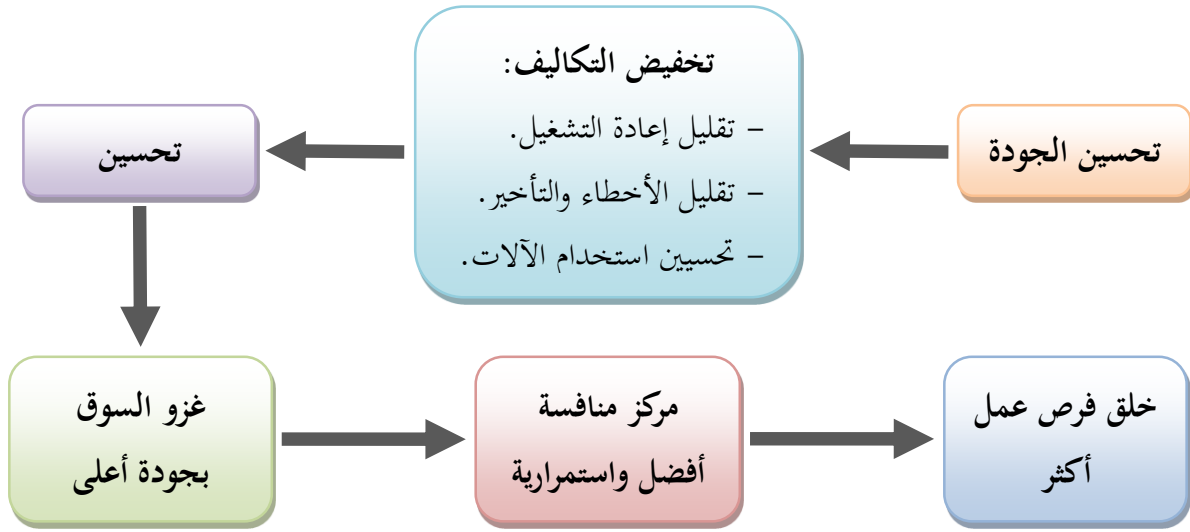 تحسين الجودة
تخفيض التكاليف:
– تقليل إعادة التشغيل.
– تقليل الأخطاء والتأخير.
– تحسيين استخدام الآلات.
تحسين
غزو السوق
بجودة أعلى
مركز منافسة
أفضل واستمرارية
خلق فرص عمل
أكثر